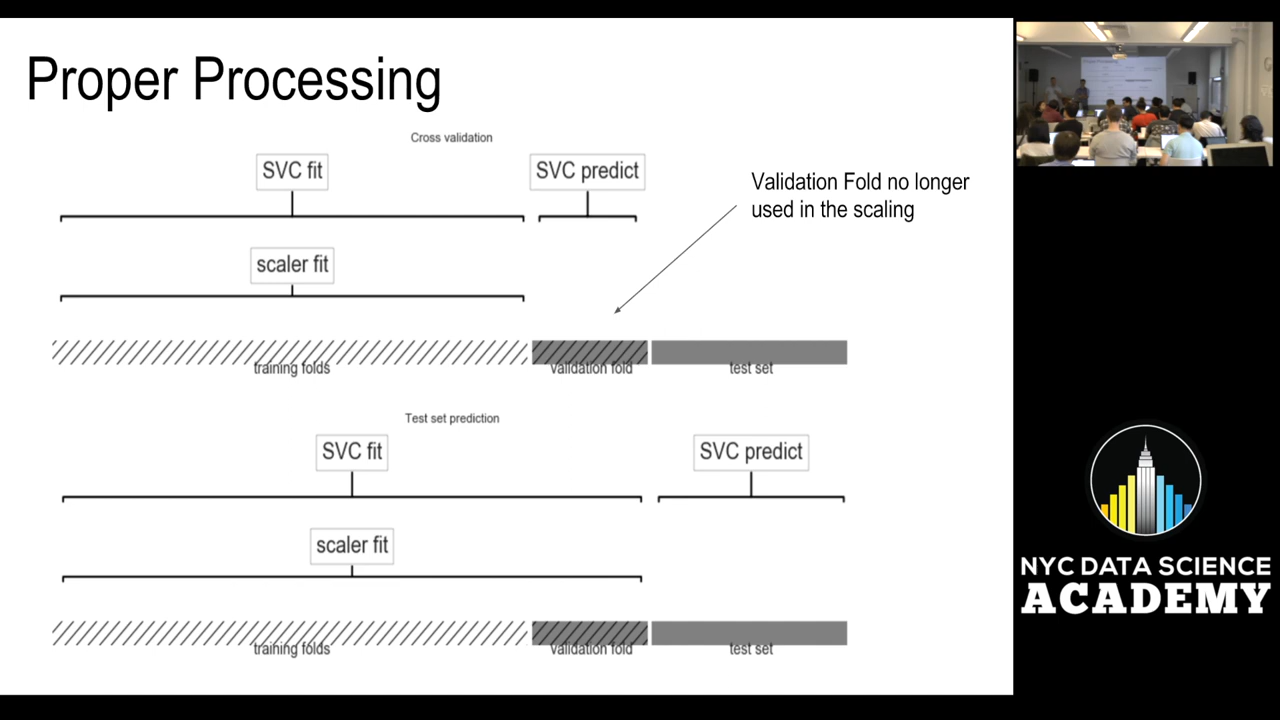 Proper Processing
Cross validation
SVC fit
SVC predict
Validation Fold no longer
used in the scaling
scaler fit
training folds
validation fold
test set
Test set prediction
SVC fit
SVC predict
scaler fit
training folds
validation fold
test set
NYC DATA SCIENCE
ACADEMY